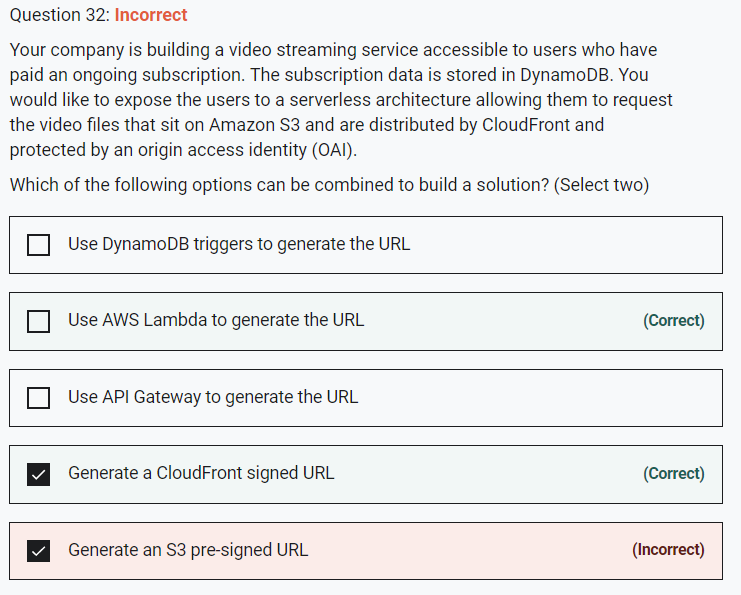 Question 32: Incorrect
Your company is building a video streaming service accessible to users who have
paid an ongoing subscription. The subscription data is stored in DynamoDB. You
would like to expose the users to a serverless architecture allowing them to request
the video files that sit on Amazon S3 and are distributed by CloudFront and
protected by an origin access identity (OAI).
Which of the following options can be combined to build a solution? (Select two)
Use DynamoDB triggers to generate the URL
Use AWS Lambda to generate the URL (Correct)
Use API Gateway to generate the URL
Generate a CloudFront signed URL (Correct)
Generate an S3 pre-signed URL (Incorrect)